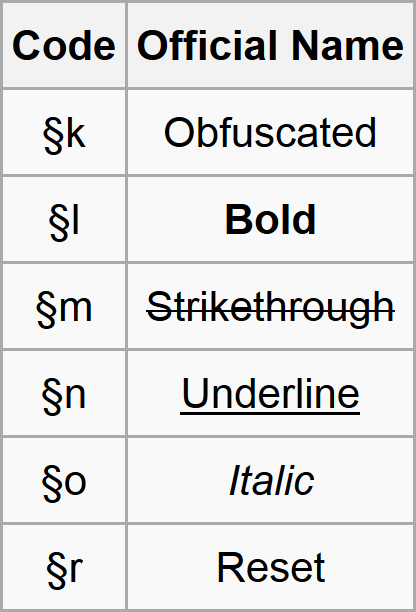 Code Official Name
§k Obfuscated
§l Bold
§m Strikethrough
§n Underline
§o Italic
§r Reset